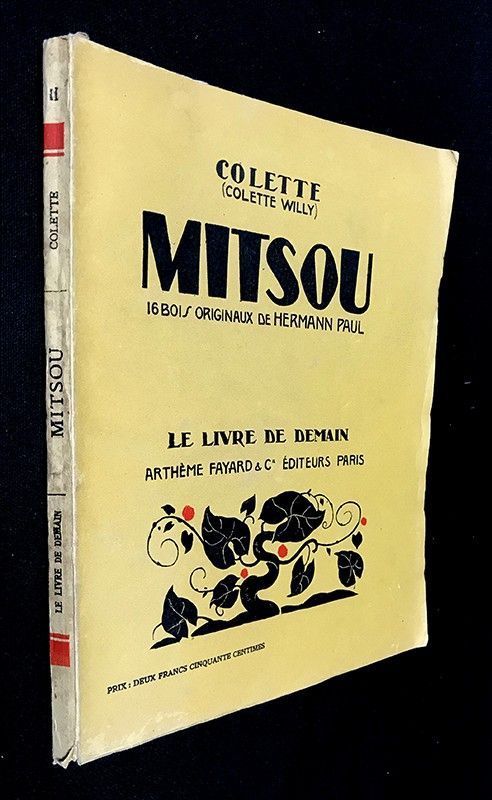 COLETTE
(COLETTE WILLY)
MITSOU
16 BOIS ORIGINAUX DE HERMANN PAUL
LE LIVRE DE DEMAIN
ARTHÈME FAYARD & Cie ÉDITEURS PARIS
PRIX : DEUX FRANCS CINQUANTE CENTIMES
11
COLETTE
MITSOU
LE LIVRE DE DEMAIN